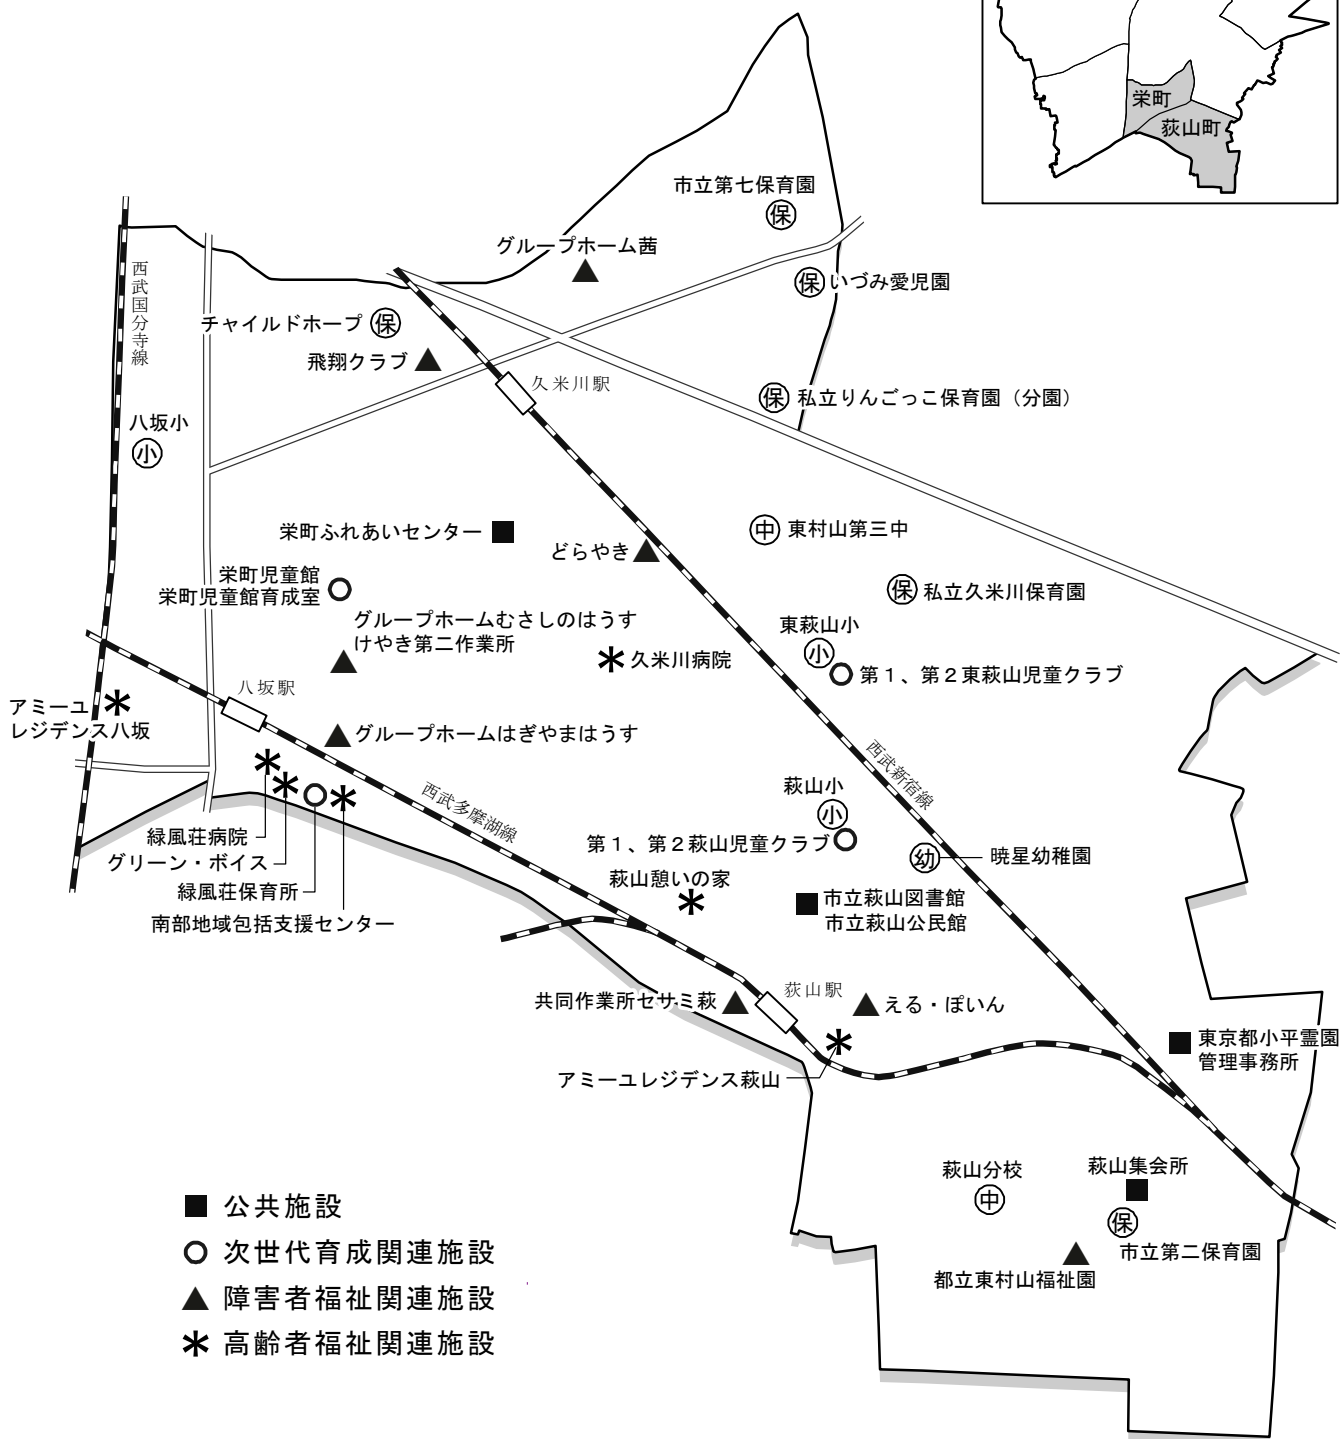 栄町
萩山町
市立第七保育園
保
グループホーム茜
西武国分寺線
保
いづみ愛児園
チャイルドホープ
保
飛翔クラブ
久米川駅
保
私立りんごっこ保育園(分園)
八坂小
小
栄町ふれあいセンター
中
東村山第三中
どらやき
栄町児童館
栄町児童館育成室
保
私立久米川保育園
グループホームむさしのはうす
けやき第二作業所
東萩山小
小
久米川病院
第1、第2東萩山児童クラブ
八坂駅
アミーユ
レジデンス八坂
グループホームはぎやまはうす
西武新宿線
西武多摩湖線
萩山小
小
緑風荘病院
第1、第2萩山児童クラブ
幼
暁星幼稚園
グリーン・ボイス
萩山憩いの家
緑風荘保育所
市立萩山図書館
市立萩山公民館
南部地域包括支援センター
萩山駅
共同作業所セサミ萩
える・ぽいん
東京都小平霊園
管理事務所
アミーユレジデンス萩山
萩山分校
中
萩山集会所
保
市立第二保育園
都立東村山福祉園
公共施設
次世代育成関連施設
障害者福祉関連施設
高齢者福祉関連施設